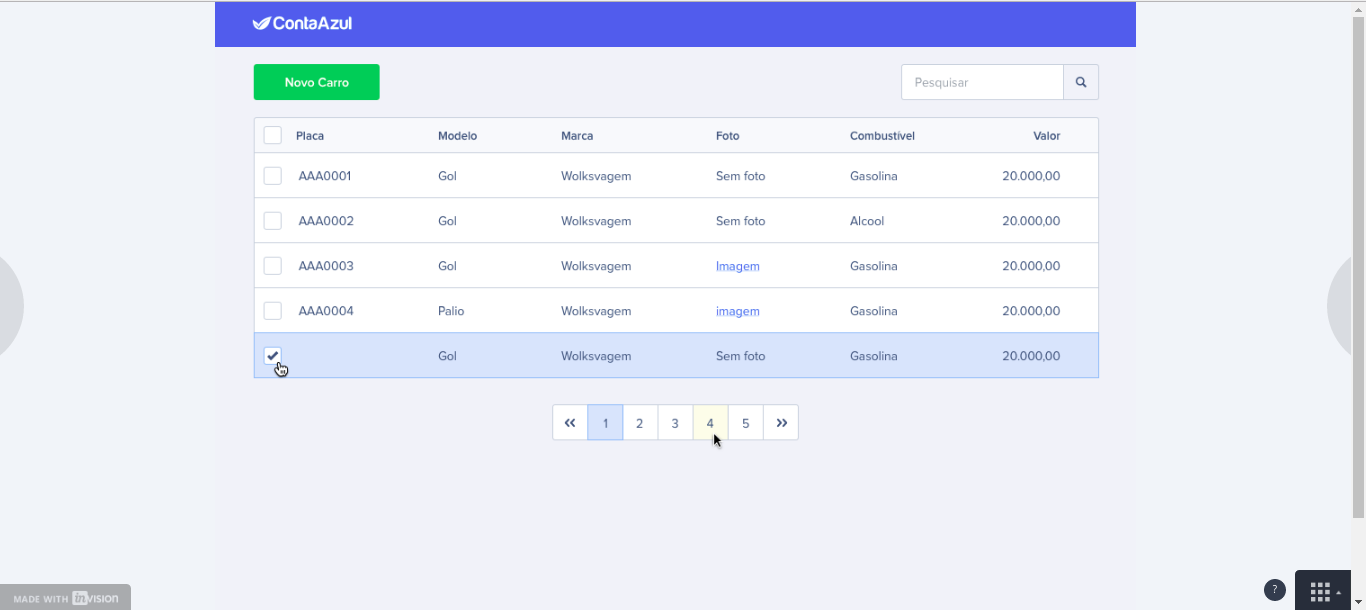 ContaAzul
Novo Carro
Pesquisar
Placa Modelo Marca Foto Combustível Valor
AAA0001 Gol Wolksvagem Sem foto Gasolina 20.000,00
AAA0002 Gol Wolksvagem Sem foto Alcool 20.000,00
AAA0003 Gol Wolksvagem Imagem Gasolina 20.000,00
AAA0004 Palio Wolksvagem imagem Gasolina 20.000,00
Gol Wolksvagem Sem foto Gasolina 20.000,00
« 1 2 3 4 5 »
MADE WITH inVISION
?